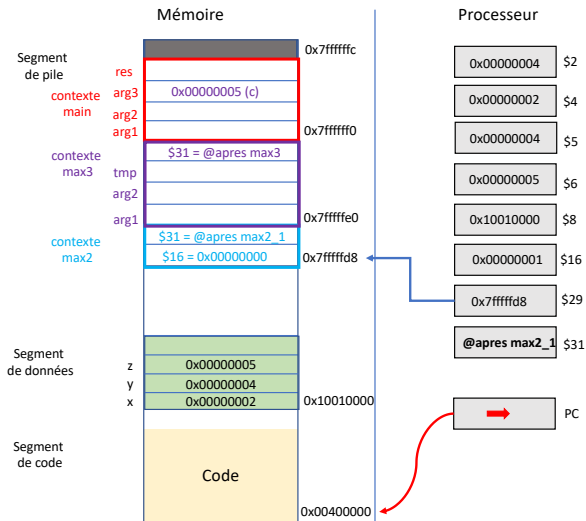 Mémoire
Processeur
0x7ffffffc
Segment
de pile
res
contexte
main
arg3
0x00000005 (c)
arg2
arg1
0x7ffffff0
contexte
max3
$31 = @apres max3
tmp
arg2
arg1
0x7fffffe0
contexte
max2
$31 = @apres max2_1
$16 = 0x00000000
0x7fffffd8
Segment
de données
z
0x00000005
y
0x00000004
x
0x00000002
0x10010000
Segment
de code
Code
0x00400000
0x00000004
$2
0x00000002
$4
0x00000004
$5
0x00000005
$6
0x10010000
$8
0x00000001
$16
0x7fffffd8
$29
@apres max2_1
$31
PC